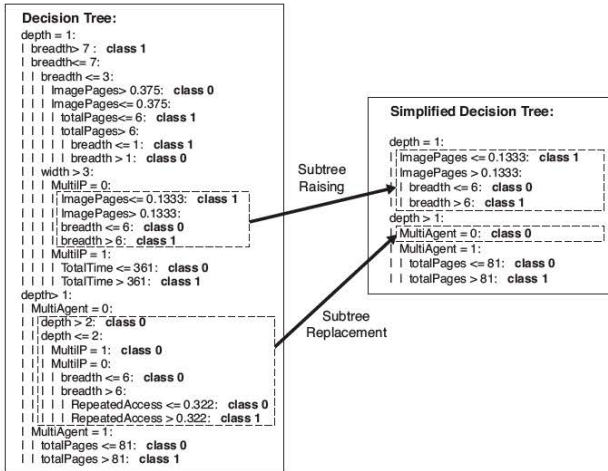 Decision Tree:
depth = 1:
| breadth> 7 : class 1
| breadth<= 7:
| | breadth <= 3:
| | | ImagePages> 0.375: class 0
| | | ImagePages<= 0.375:
| | | | totalPages<= 6: class 1
| | | | totalPages> 6:
| | | | | breadth <= 1: class 1
| | | | | breadth > 1: class 0
| | width > 3:
| | | MultiIP = 0:
| | | | ImagePages<= 0.1333: class 1
| | | | ImagePages> 0.1333:
| | | | breadth <= 6: class 0
| | | | breadth > 6: class 1
| | | MultiIP = 1:
| | | | TotalTime <= 361: class 0
| | | | TotalTime > 361: class 1
depth> 1:
| MultiAgent = 0:
| | depth > 2: class 0
| | depth <= 2:
| | | MultiIP = 1: class 0
| | | MultiIP = 0:
| | | | breadth <= 6: class 0
| | | | breadth > 6:
| | | | | RepeatedAccess <= 0.322: class 0
| | | | | RepeatedAccess > 0.322: class 1
| MultiAgent = 1:
| | totalPages <= 81: class 0
| | totalPages > 81: class 1
Subtree
Raising
Subtree
Replacement
Simplified Decision Tree:
depth = 1:
| ImagePages <= 0.1333: class 1
| ImagePages > 0.1333:
| | breadth <= 6: class 0
| | breadth > 6: class 1
depth > 1:
| MultiAgent = 0: class 0
| MultiAgent = 1:
| | totalPages <= 81: class 0
| | totalPages > 81: class 1